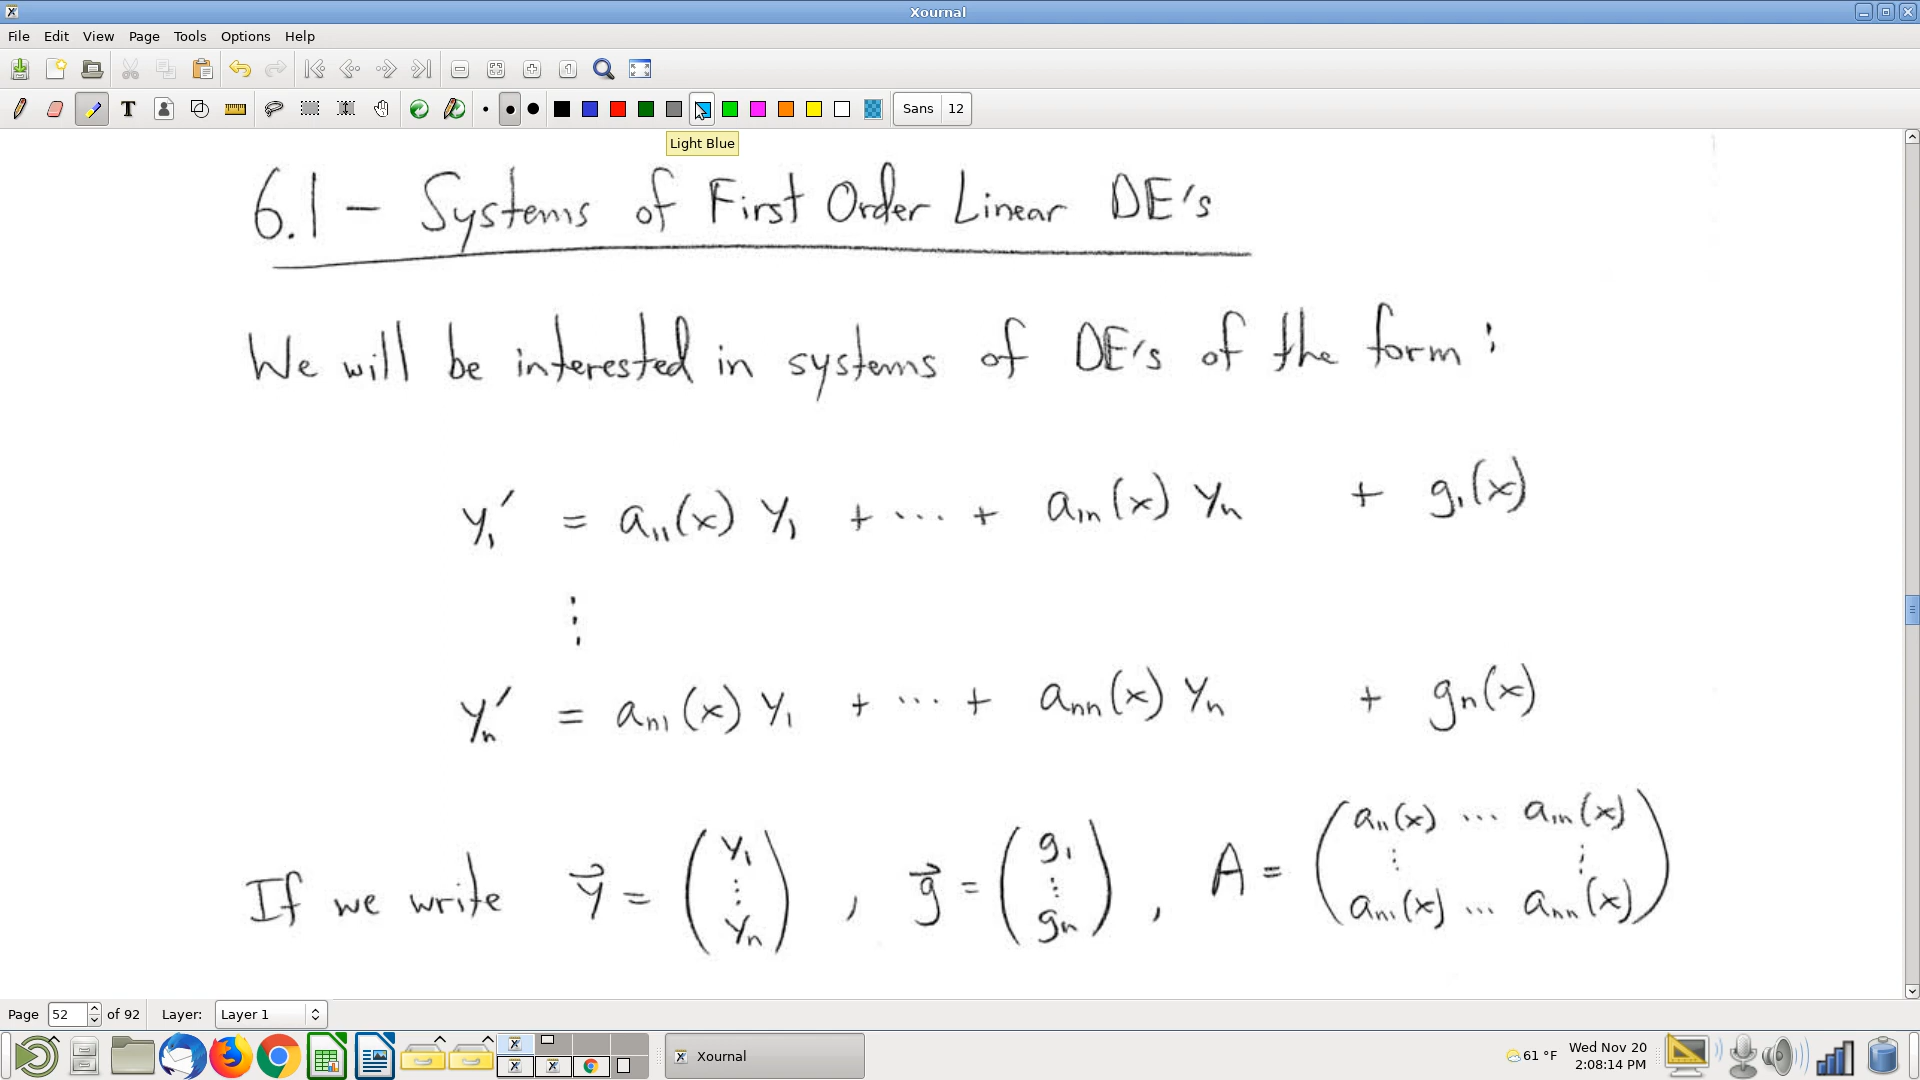 Xournal
File Edit View Page Tools Options Help
Sans 12
Light Blue
6.1 - Systems of First Order Linear DE's
We will be interested in systems of DE's of the form :
y₁′ = a₁₁(x) y₁ + ... + a₁ₙ(x) yₙ + g₁(x)
⋮
yₙ′ = aₙ₁(x) y₁ + ... + aₙₙ(x) yₙ + gₙ(x)
If we write y⃗ = (y₁ ⋮ yₙ) , g⃗ = (g₁ ⋮ gₙ) , A = (a₁₁(x) ... a₁ₙ(x) ⋮ ⋮ aₙ₁(x) ... aₙₙ(x))
Page 52 of 92 Layer: Layer 1
Xournal
61 °F
Wed Nov 20
2:08:14 PM